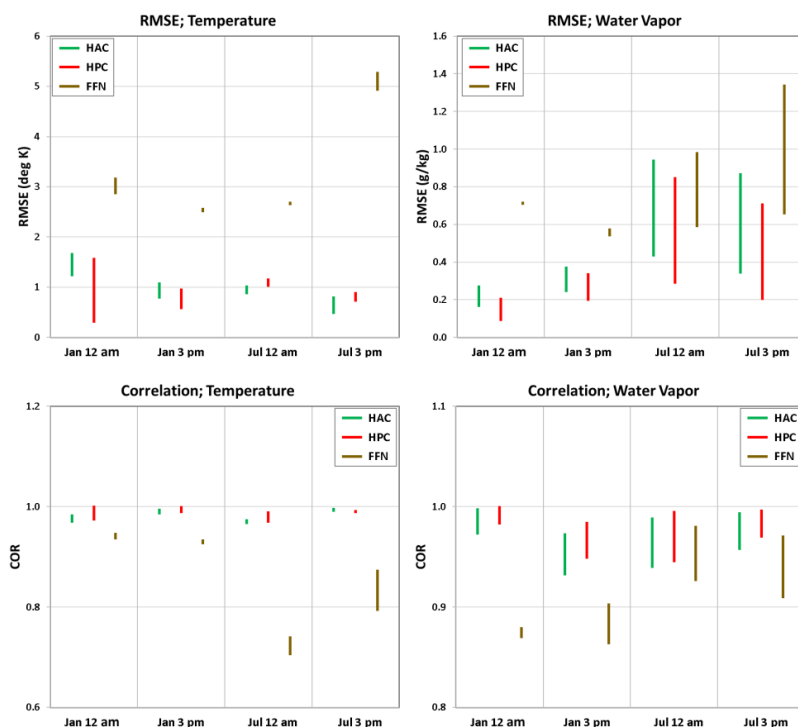 RMSE; Temperature
HAC
HPC
FFN
6
5
4
3
2
1
0
RMSE (deg K)
Jan 12 am
Jan 3 pm
Jul 12 am
Jul 3 pm
RMSE; Water Vapor
HAC
HPC
FFN
1.6
1.4
1.2
1.0
0.8
0.6
0.4
0.2
0.0
RMSE (g/kg)
Jan 12 am
Jan 3 pm
Jul 12 am
Jul 3 pm
Correlation; Temperature
HAC
HPC
FFN
1.2
1.0
0.8
0.6
COR
Jan 12 am
Jan 3 pm
Jul 12 am
Jul 3 pm
Correlation; Water Vapor
HAC
HPC
FFN
1.1
1.0
0.9
0.8
COR
Jan 12 am
Jan 3 pm
Jul 12 am
Jul 3 pm